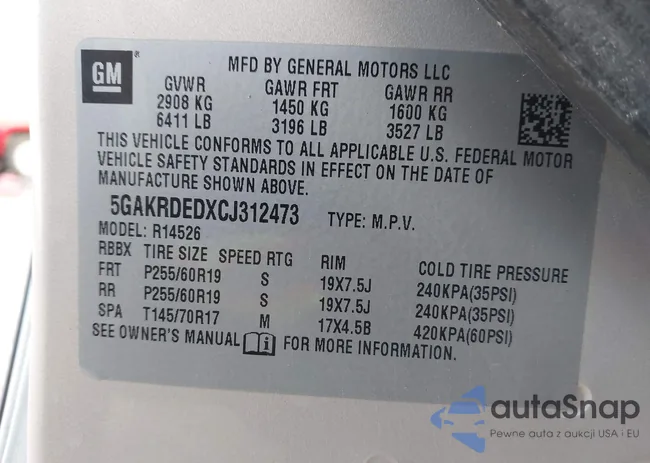 GM ®
MFD BY GENERAL MOTORS LLC
GVWR GAWR FRT GAWR RR
2908 KG 1450 KG 1600 KG
6411 LB 3196 LB 3527 LB
THIS VEHICLE CONFORMS TO ALL APPLICABLE U.S. FEDERAL MOTOR
VEHICLE SAFETY STANDARDS IN EFFECT ON THE DATE OF
MANUFACTURE SHOWN ABOVE.
5GAKRDEDXCJ312473 TYPE: M.P.V.
MODEL: R14526
RBBX TIRE SIZE SPEED RTG RIM COLD TIRE PRESSURE
FRT P255/60R19 S 19X7.5J 240KPA(35PSI)
RR P255/60R19 S 19X7.5J 240KPA(35PSI)
SPA T145/70R17 M 17X4.5B 420KPA(60PSI)
SEE OWNER'S MANUAL i FOR MORE INFORMATION.
autaSnap
Pewne auta z aukcji USA i EU